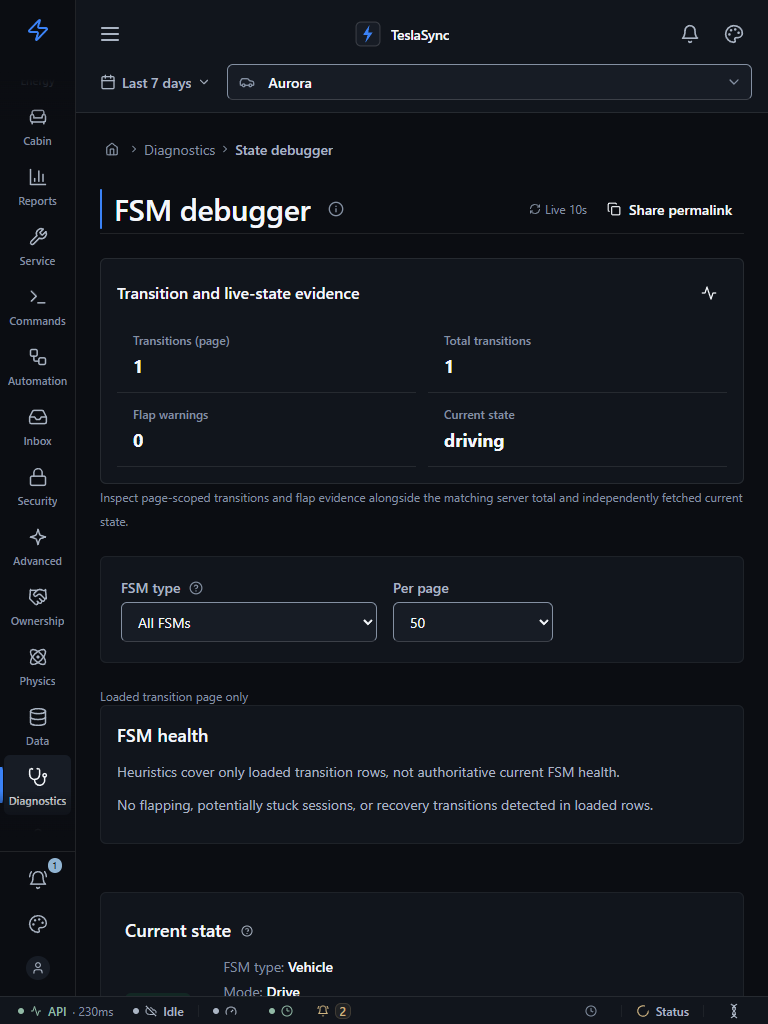 TeslaSync
Last 7 days
Aurora
Cabin
Reports
Service
Commands
Automation
Inbox
Security
Advanced
Ownership
Physics
Data
Diagnostics
1
Diagnostics
State debugger
FSM debugger
Live 10s
Share permalink
Transition and live-state evidence
Transitions (page)
1
Total transitions
1
Flap warnings
0
Current state
driving
Inspect page-scoped transitions and flap evidence alongside the matching server total and independently fetched current
state.
FSM type
All FSMs
Per page
50
Loaded transition page only
FSM health
Heuristics cover only loaded transition rows, not authoritative current FSM health.
No flapping, potentially stuck sessions, or recovery transitions detected in loaded rows.
Current state
FSM type: Vehicle
Mode: Drive
API · 230ms
Idle
2
Status